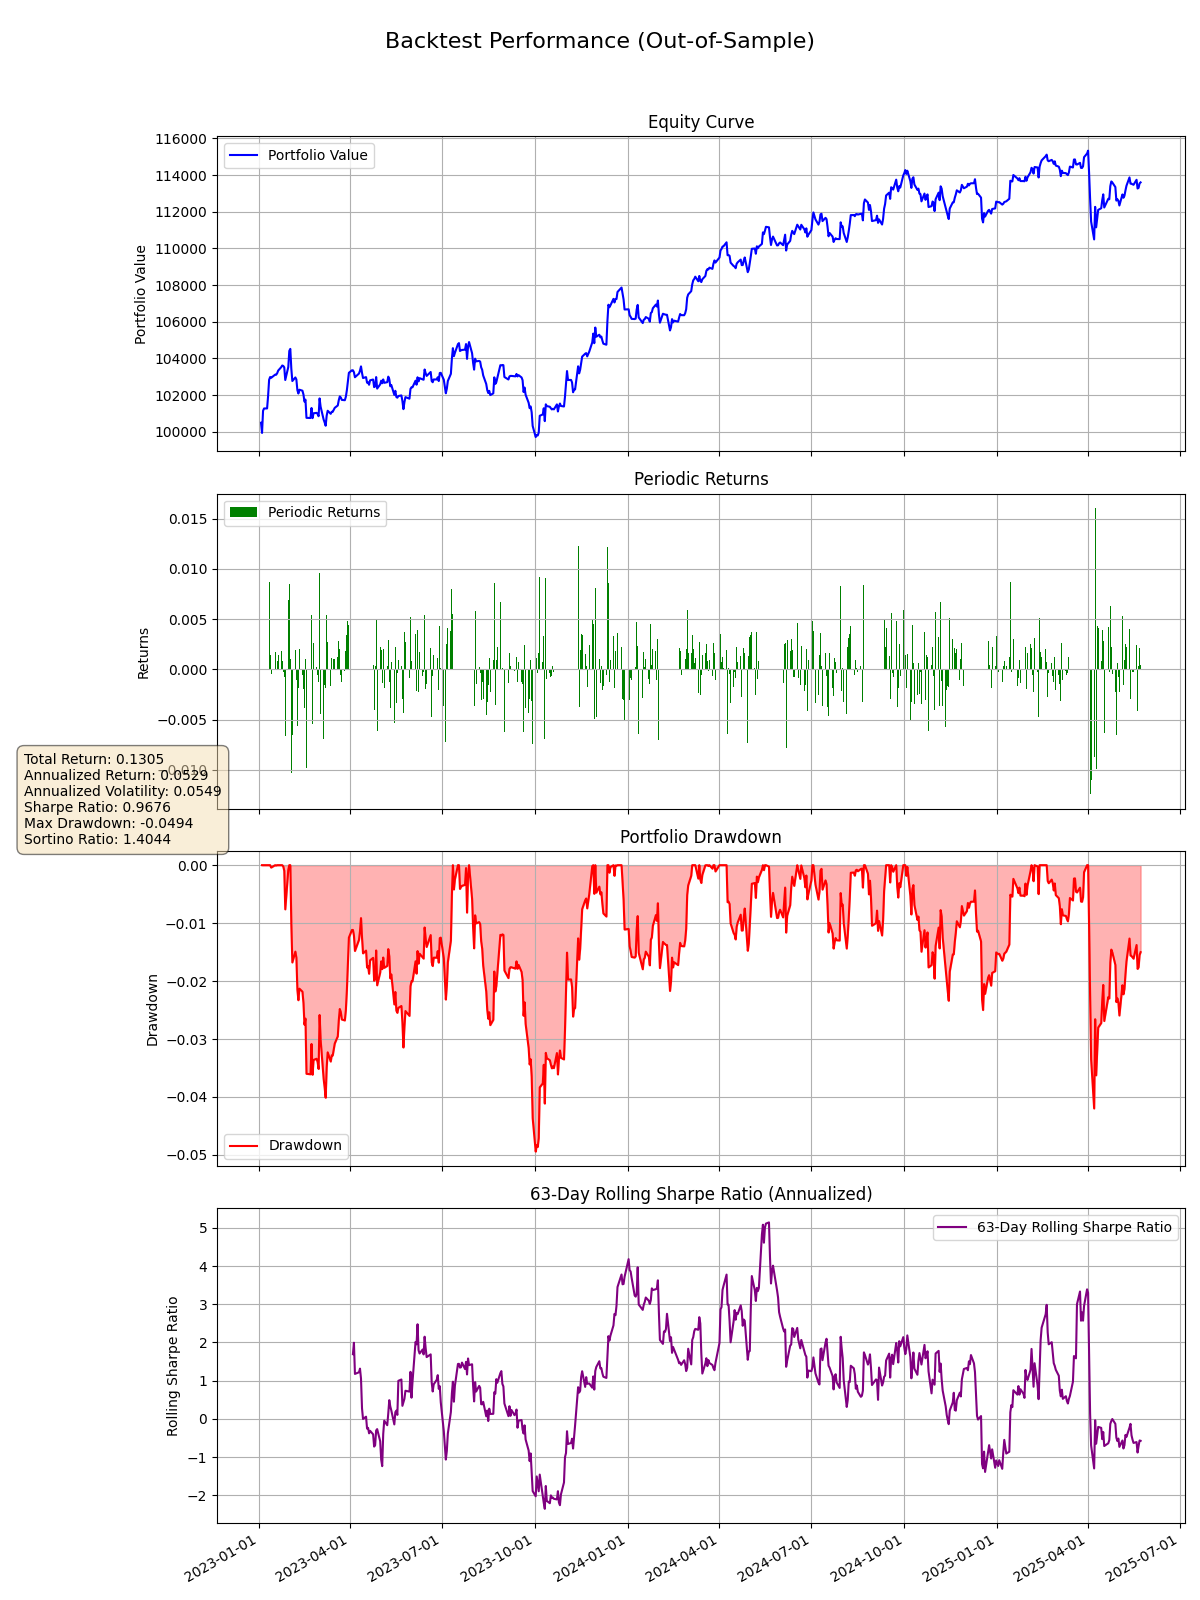 Backtest Performance (Out-of-Sample)
Equity Curve
Portfolio Value
Portfolio Value
116000
114000
112000
110000
108000
106000
104000
102000
100000
Periodic Returns
Periodic Returns
Returns
0.015
0.010
0.005
0.000
−0.005
−0.010
Total Return: 0.1305
Annualized Return: 0.0529
Annualized Volatility: 0.0549
Sharpe Ratio: 0.9676
Max Drawdown: -0.0494
Sortino Ratio: 1.4044
Portfolio Drawdown
Drawdown
0.00
−0.01
−0.02
−0.03
−0.04
−0.05
Drawdown
63-Day Rolling Sharpe Ratio (Annualized)
63-Day Rolling Sharpe Ratio
Rolling Sharpe Ratio
5
4
3
2
1
0
−1
−2
2023-01-01
2023-04-01
2023-07-01
2023-10-01
2024-01-01
2024-04-01
2024-07-01
2024-10-01
2025-01-01
2025-04-01
2025-07-01